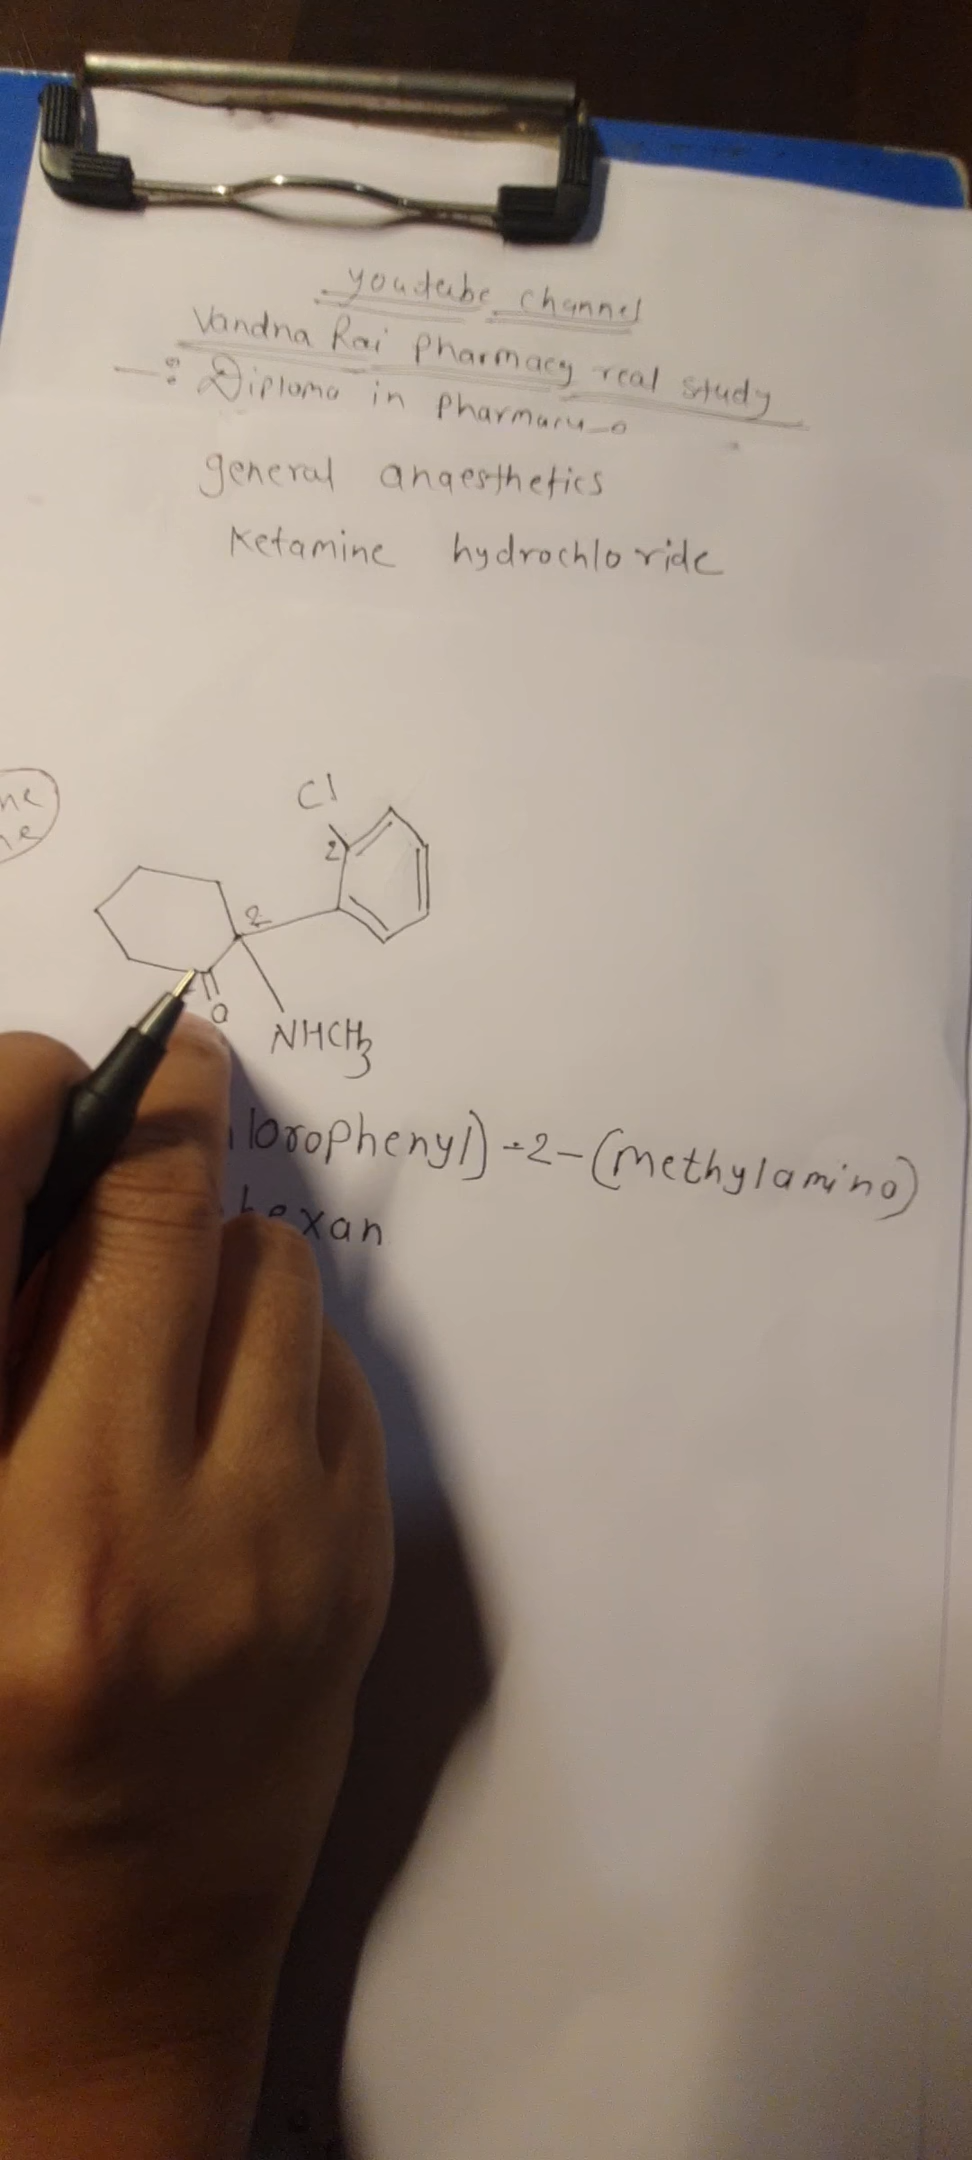 youtube channel
Vandna Rai pharmacy real study
—: Diploma in pharmacy
general anaesthetics
Ketamine hydrochloride
Cl
2
2
O
NHCH3
lorophenyl)-2-(methylamino)
hexan